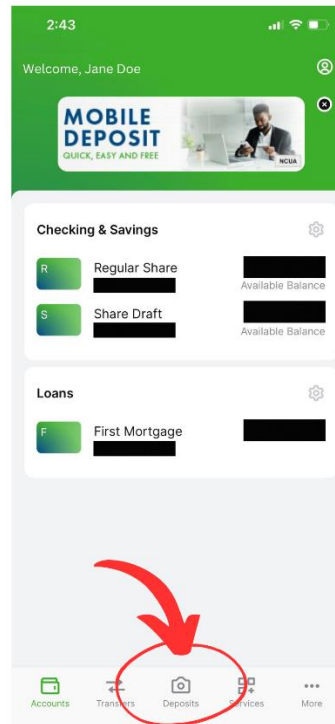 2:43
Welcome, Jane Doe
MOBILE
DEPOSIT
QUICK, EASY AND FREE
NCUA
Checking & Savings
R
Regular Share
Available Balance
S
Share Draft
Available Balance
Loans
F
First Mortgage
Accounts
Transfers
Deposits
Services
More